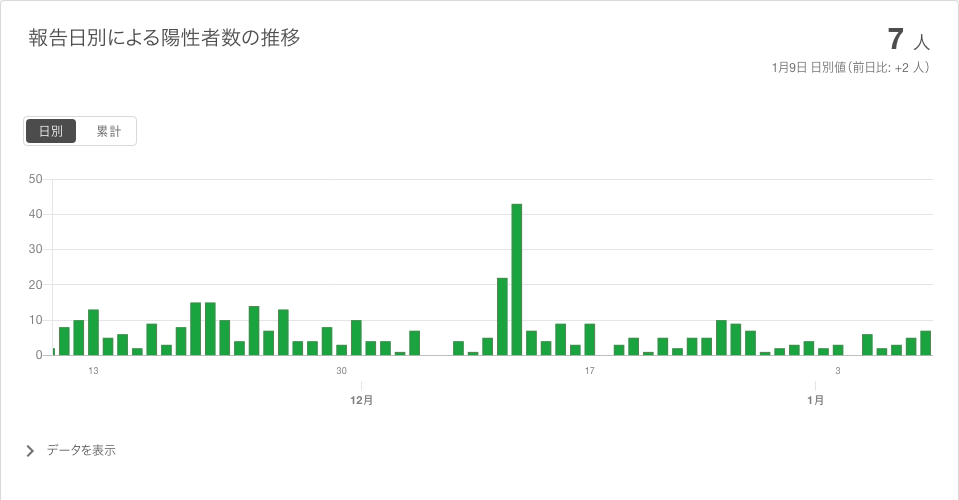 報告日別による陽性者数の推移
7 人
1月9日 日別値（前日比: +2 人）
日別 累計
50
40
30
20
10
0
13 30 17 3
12月 1月
データを表示